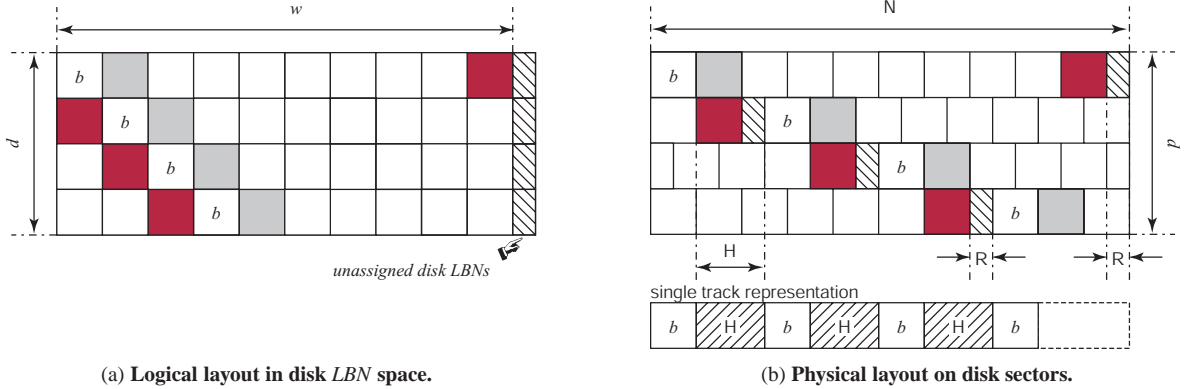 w
N
b
b
b
b
d
unassigned disk LBNs
b
b
b
b
d
H
R
R
single track representation
b H b H b H b
(a) Logical layout in disk LBN space.
(b) Physical layout on disk sectors.